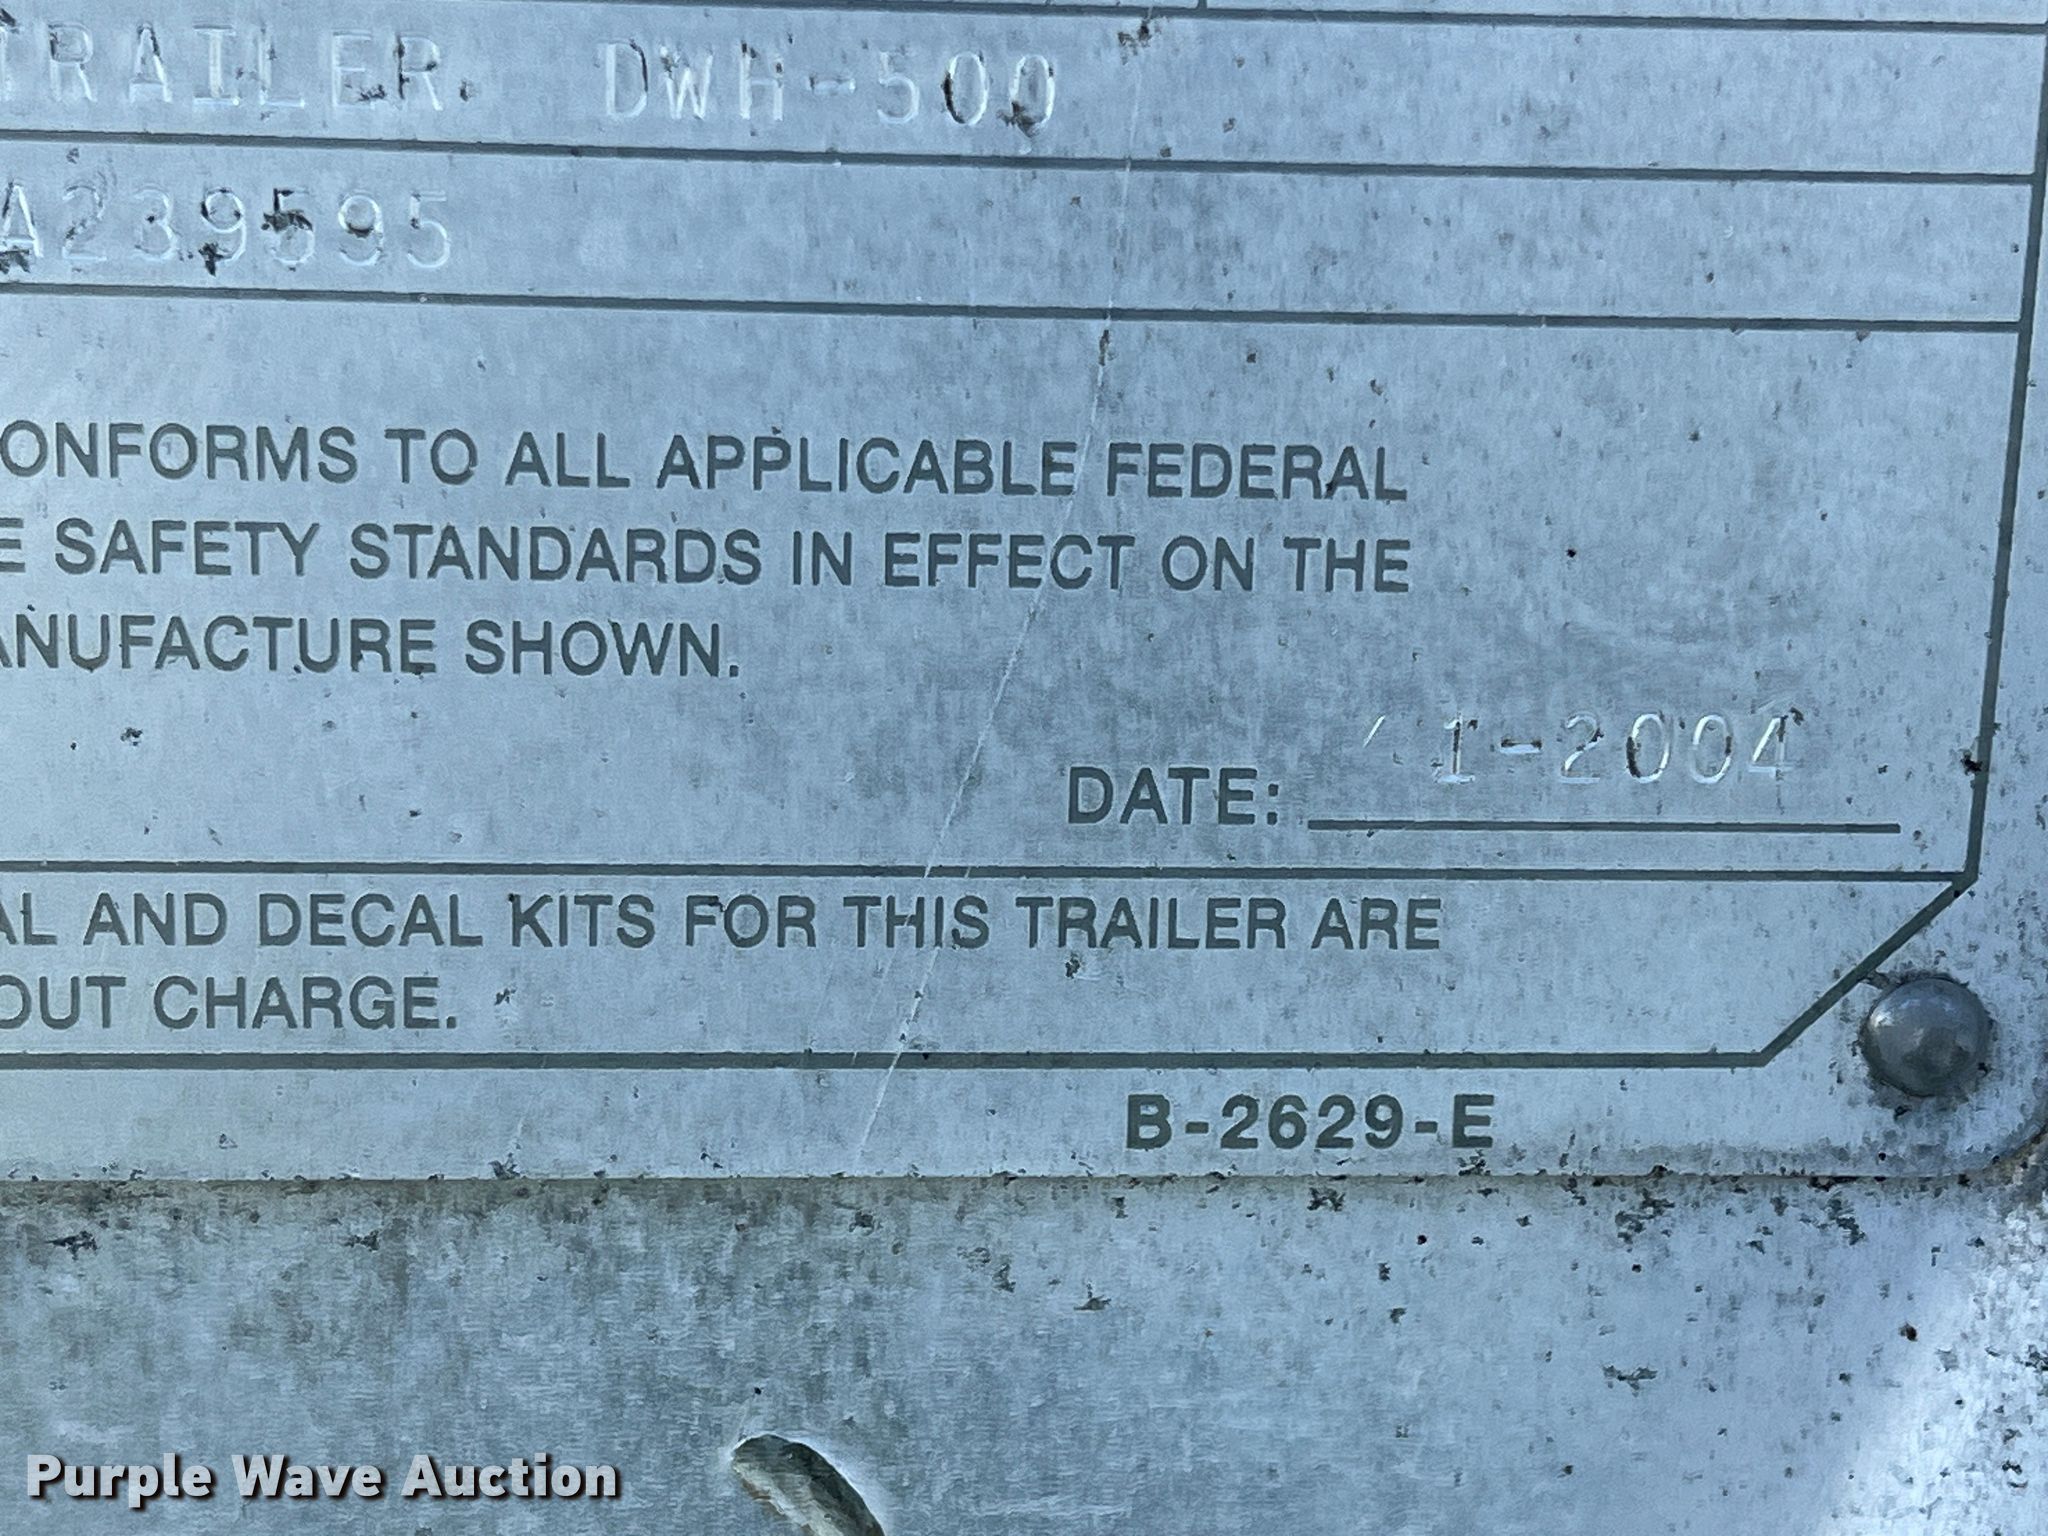 TRAILER. DWH-500
A239595
ONFORMS TO ALL APPLICABLE FEDERAL
E SAFETY STANDARDS IN EFFECT ON THE
ANUFACTURE SHOWN.
DATE: 1-2004
AL AND DECAL KITS FOR THIS TRAILER ARE
OUT CHARGE.
B-2629-E
Purple Wave Auction